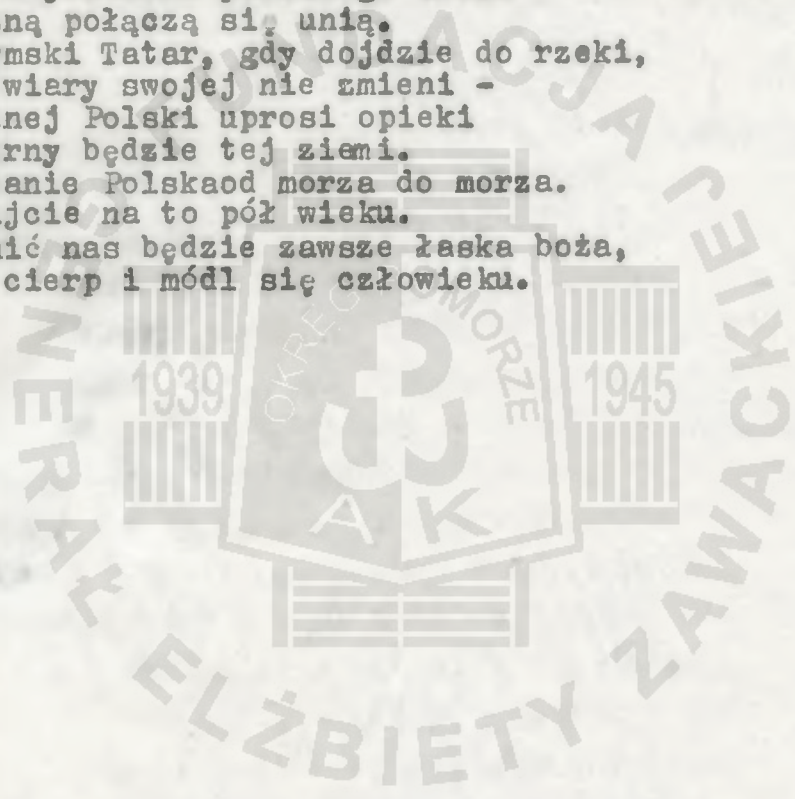 ną połączą się unią.
mski Tatar, gdy dojdzie do rzeki,
wiary swojej nie zmieni -
nej Polski uprosi opieki
rny będzie tej ziemi.
anie Polskaod morza do morza.
jcie na to pół wieku.
ić nas będzie zawsze łaska boża,
cierp i módl się człowieku.
FUNDACJA GENERAŁ ELŻBIETY ZAWACKIEJ
OKRĘG POMORZE
1939
1945
AK